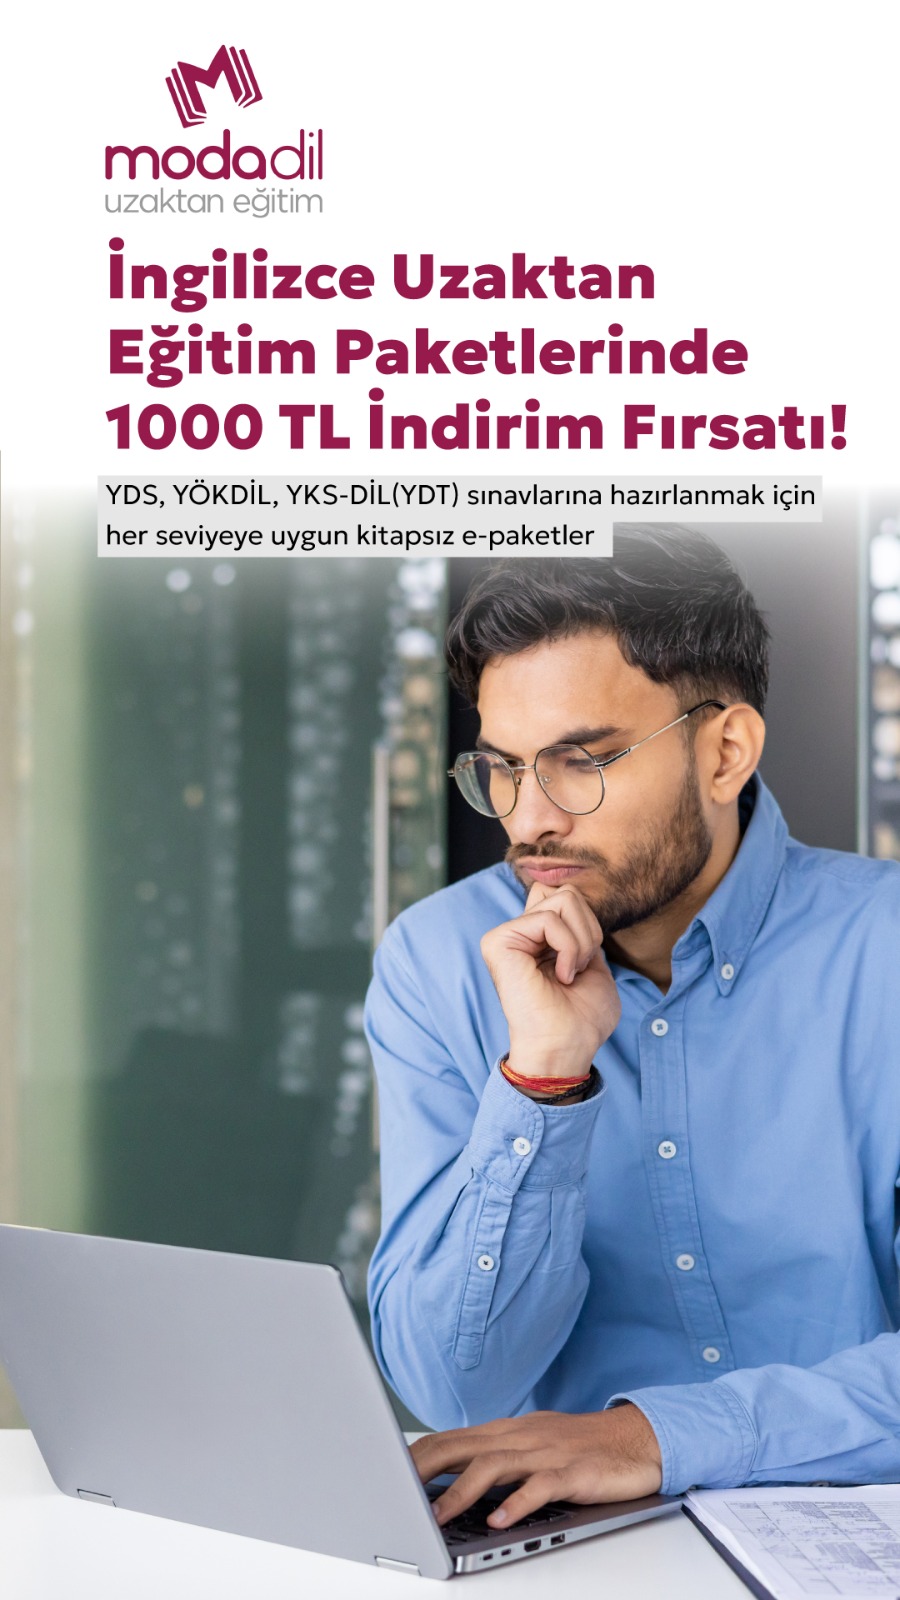 modadil
uzaktan eğitim
İngilizce Uzaktan
Eğitim Paketlerinde
1000 TL İndirim Fırsatı!
YDS, YÖKDİL, YKS-DİL(YDT) sınavlarına hazırlanmak için
her seviyeye uygun kitapsız e-paketler